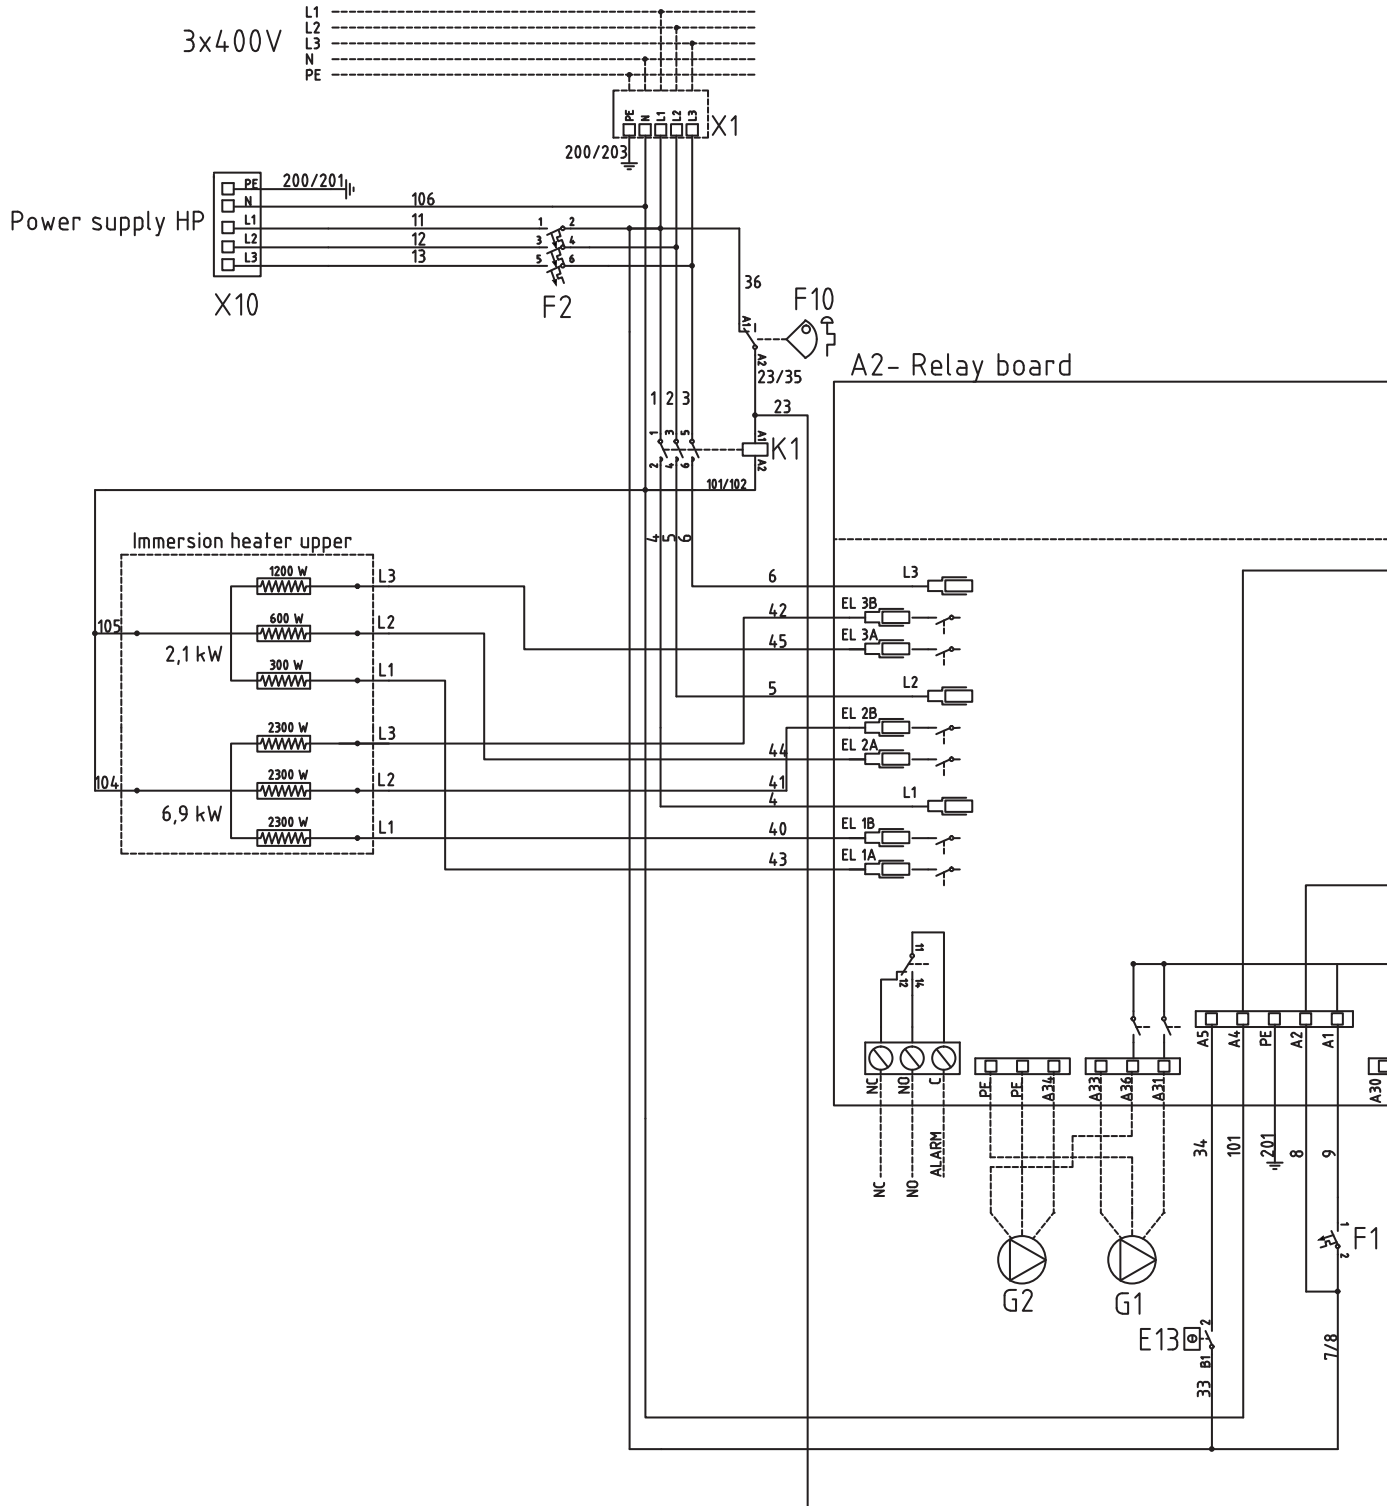 L1
L2
3x400V
L3
N
PE
PE
N
L1
L2
L3
X1
200/203
PE
200/201
N
106
Power supply HP
L1
11
1
2
L2
12
3
4
L3
13
5
6
X10
F2
36
F10
A1
A2
23/35
A2- Relay board
1
2
3
23
1
3
5
A1
K1
2
4
6
A2
101/102
4
5
6
Immersion heater upper
1200 W
L3
6
L3
42
EL 3B
105
600 W
L2
45
EL 3A
2,1 kW
300 W
L1
5
L2
2300 W
L3
EL 2B
44
EL 2A
104
2300 W
L2
41
4
L1
6,9 kW
2300 W
L1
40
EL 1B
43
EL 1A
11
12
14
A5
A4
PE
A2
A1
NC
NO
C
PE
PE
A34
A33
A36
A31
A30
NC
NO
ALARM
34
101
201
8
9
1
F1
2
G2
G1
2
E13
B1
33
7/8